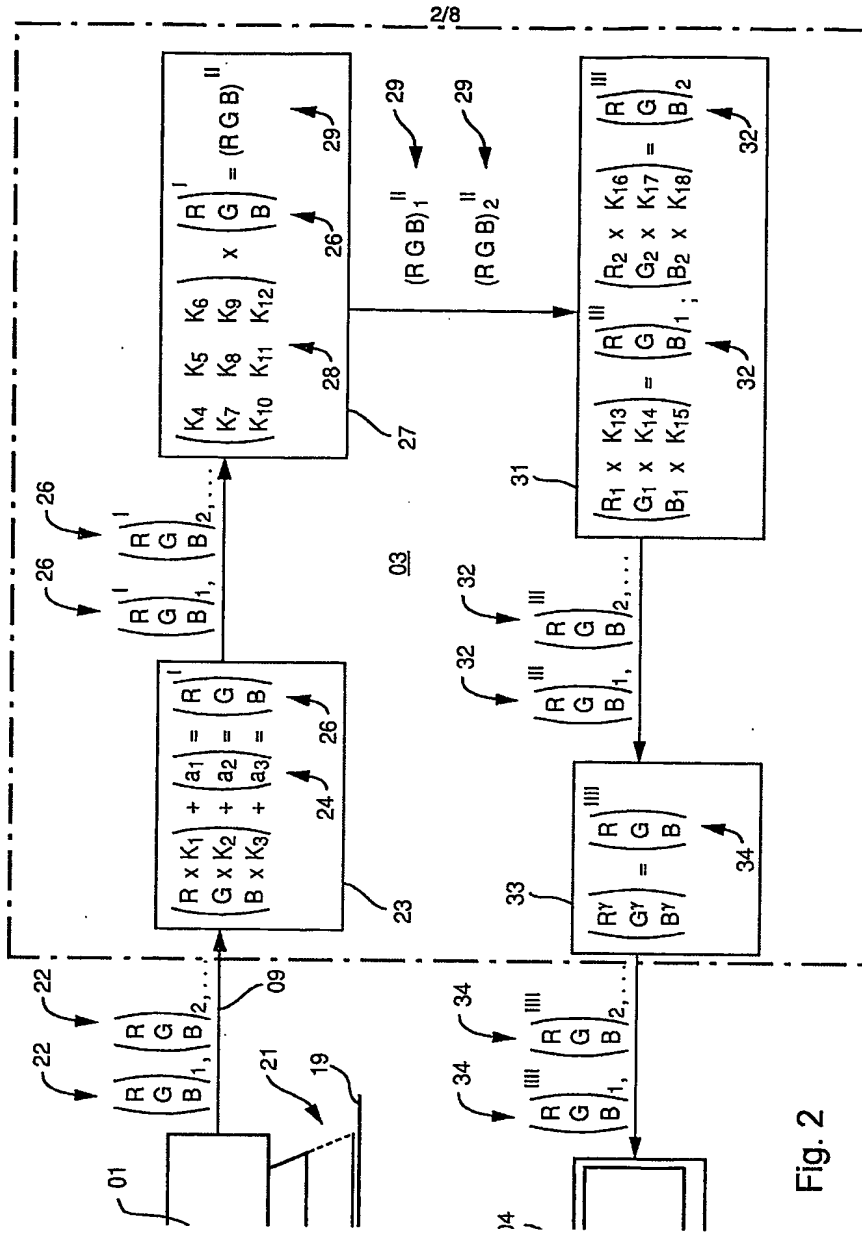 2/8
01
21
19
22
22
(R G B)1, (R G B)2, ...
09
23
(R x K1) + (a1) = (R)I
(G x K2) + (a2) = (G)
(B x K3) + (a3) = (B)
24
26
26
26
(R G B)I1, (R G B)I2, ...
27
(K4 K5 K6) (R)I
(K7 K8 K9) x (G) = (R G B)II
(K10 K11 K12) (B)
28
26
29
(R G B)II1
29
(R G B)II2
29
03
31
(R1 x K13) (R)III (R2 x K16) (R)III
(G1 x K14) = (G) (G2 x K17) = (G)
(B1 x K15) (B)1 ; (B2 x K18) (B)2
32
32
32
32
(R G B)III1, (R G B)III2, ...
33
(Rγ) (R)IIII
(Gγ) = (G)
(Bγ) (B)
34
34
34
(R G B)IIII1, (R G B)IIII2, ...
Fig. 2